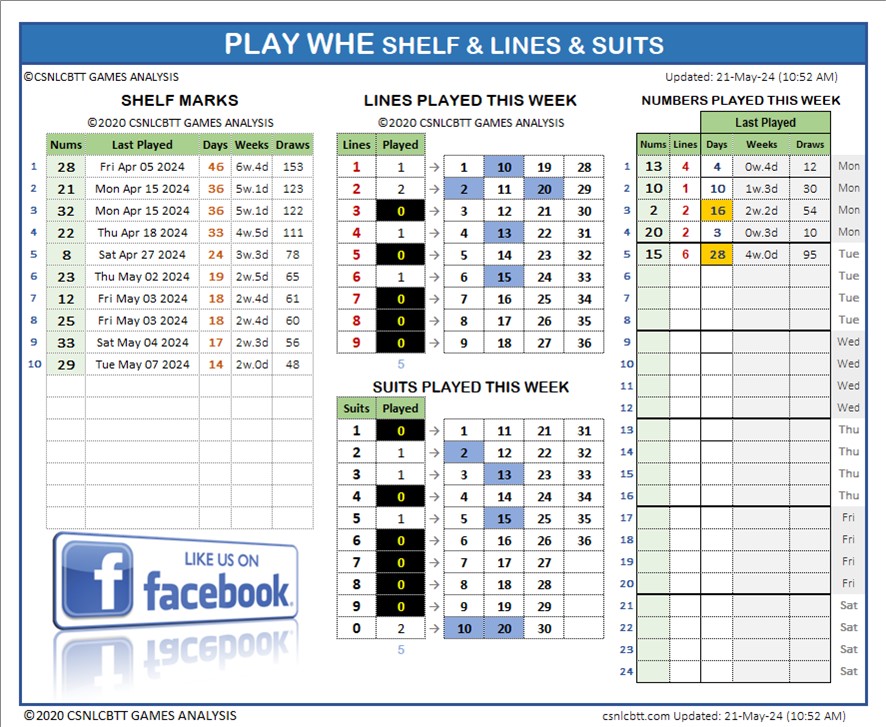 PLAY WHE SHELF & LINES & SUITS
©CSNLCBTT GAMES ANALYSIS
Updated: 21-May-24 (10:52 AM)
SHELF MARKS
©2020 CSNLCBTT GAMES ANALYSIS
Nums Last Played Days Weeks Draws
1 28 Fri Apr 05 2024 46 6w.4d 153
2 21 Mon Apr 15 2024 36 5w.1d 123
3 32 Mon Apr 15 2024 36 5w.1d 122
4 22 Thu Apr 18 2024 33 4w.5d 111
5 8 Sat Apr 27 2024 24 3w.3d 78
6 23 Thu May 02 2024 19 2w.5d 65
7 12 Fri May 03 2024 18 2w.4d 61
8 25 Fri May 03 2024 18 2w.4d 60
9 33 Sat May 04 2024 17 2w.3d 56
10 29 Tue May 07 2024 14 2w.0d 48
LIKE US ON
facebook.
LINES PLAYED THIS WEEK
©2020 CSNLCBTT GAMES ANALYSIS
Lines Played
1 1 → 1 10 19 28
2 2 → 2 11 20 29
3 0 → 3 12 21 30
4 1 → 4 13 22 31
5 0 → 5 14 23 32
6 1 → 6 15 24 33
7 0 → 7 16 25 34
8 0 → 8 17 26 35
9 0 → 9 18 27 36
5
SUITS PLAYED THIS WEEK
Suits Played
1 0 → 1 11 21 31
2 1 → 2 12 22 32
3 1 → 3 13 23 33
4 0 → 4 14 24 34
5 1 → 5 15 25 35
6 0 → 6 16 26 36
7 0 → 7 17 27
8 0 → 8 18 28
9 0 → 9 19 29
0 2 → 10 20 30
5
NUMBERS PLAYED THIS WEEK
Last Played
Nums Lines Days Weeks Draws
1 13 4 4 0w.4d 12 Mon
2 10 1 10 1w.3d 30 Mon
3 2 2 16 2w.2d 54 Mon
4 20 2 3 0w.3d 10 Mon
5 15 6 28 4w.0d 95 Tue
6 Tue
7 Tue
8 Tue
9 Wed
10 Wed
11 Wed
12 Wed
13 Thu
14 Thu
15 Thu
16 Thu
17 Fri
18 Fri
19 Fri
20 Fri
21 Sat
22 Sat
23 Sat
24 Sat
©2020 CSNLCBTT GAMES ANALYSIS
csnlcbtt.com Updated: 21-May-24 (10:52 AM)